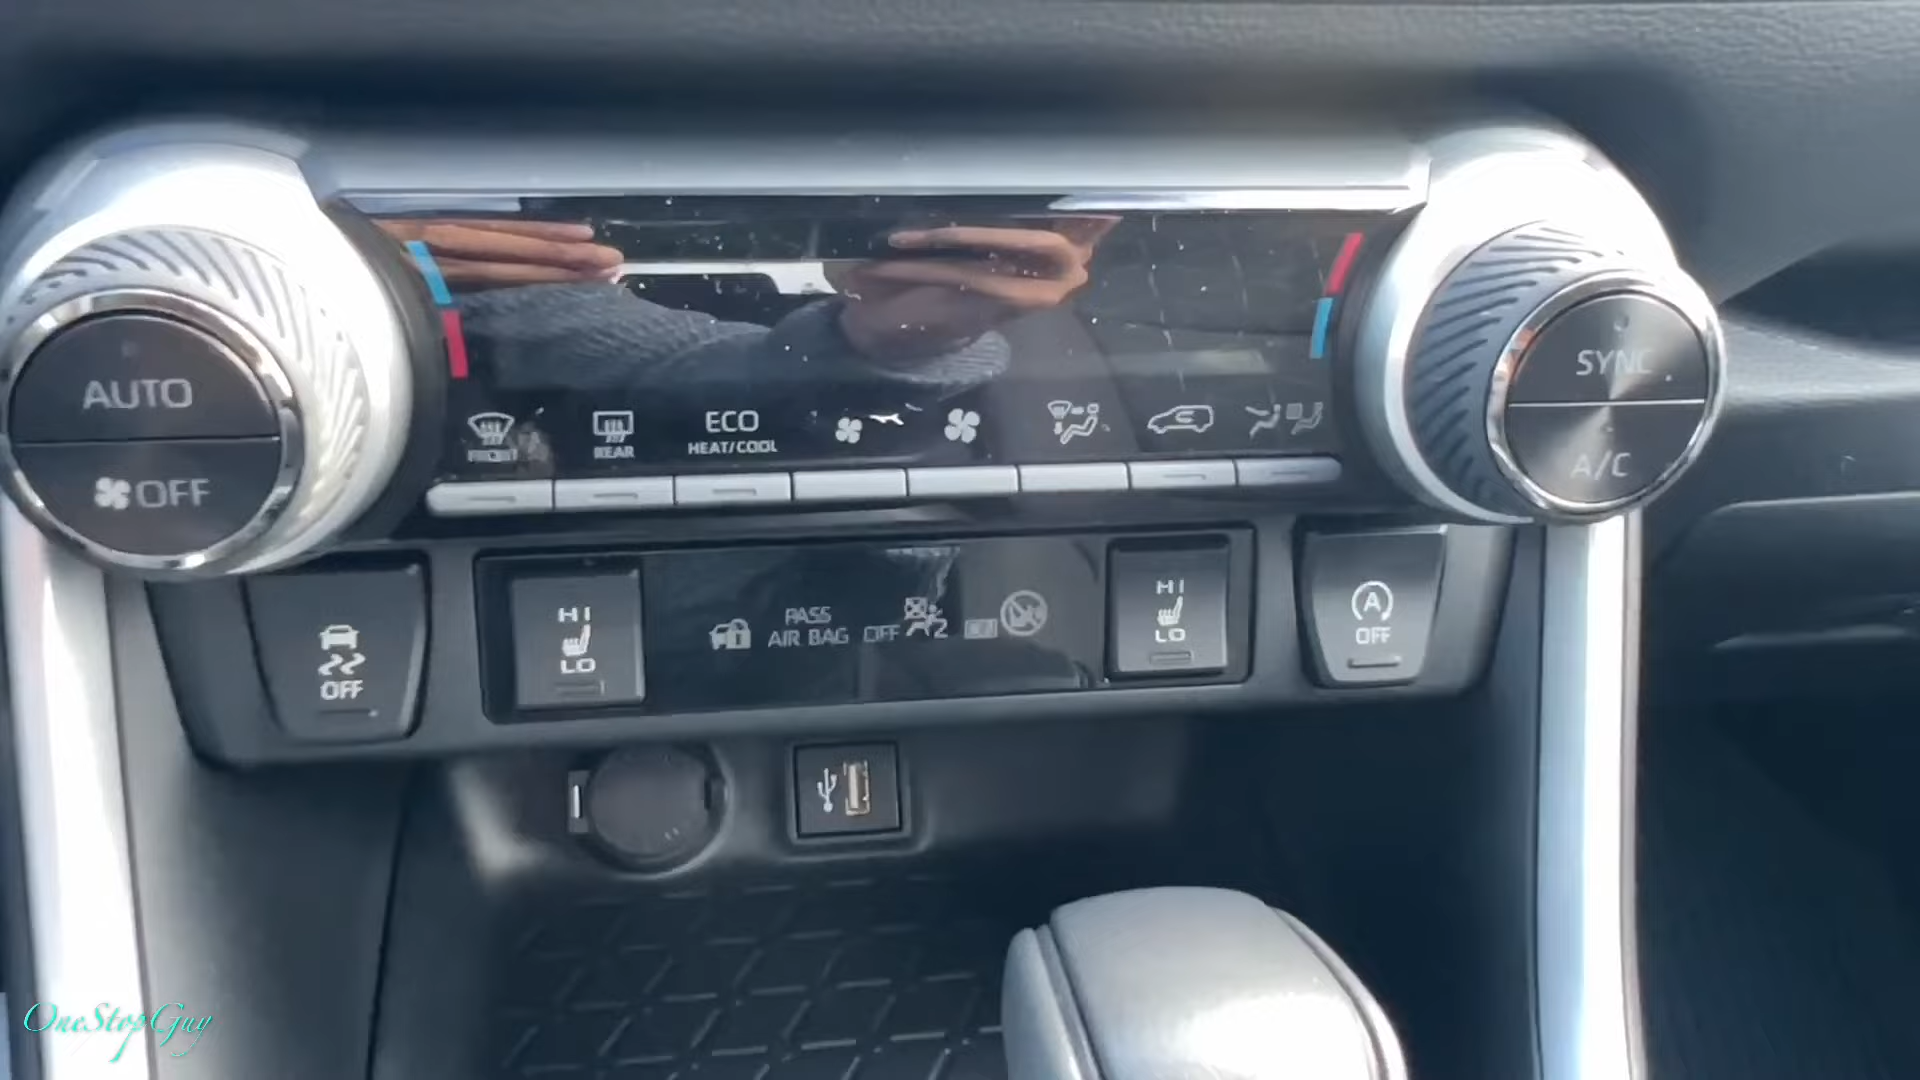 AUTO
OFF
FRONT
REAR
ECO
HEAT/COOL
SYNC
A/C
OFF
HI
LO
PASS
AIR BAG OFF 2
HI
LO
A
OFF
OneStopGuy